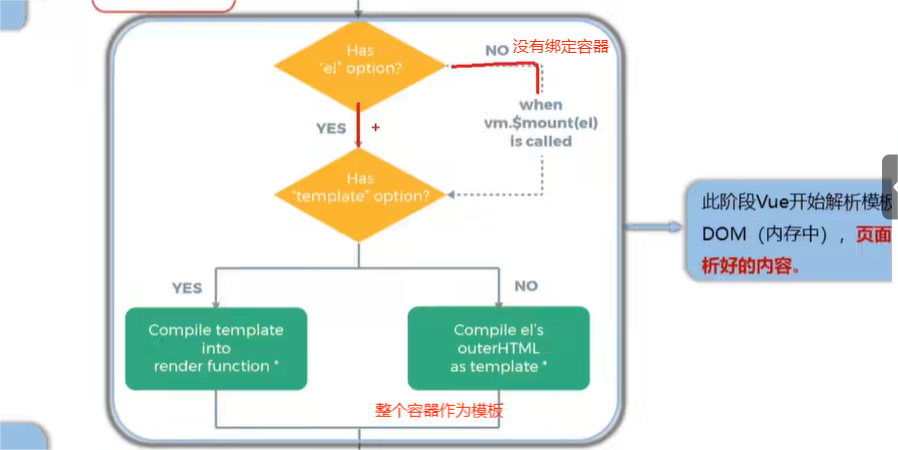 Has
"el" option?
NO
没有绑定容器
when
vm.$mount(el)
is called
YES
+
Has
"template" option?
此阶段Vue开始解析模板
DOM（内存中），页面
析好的内容。
YES
NO
Compile template
into
render function *
Compile el's
outerHTML
as template *
整个容器作为模板